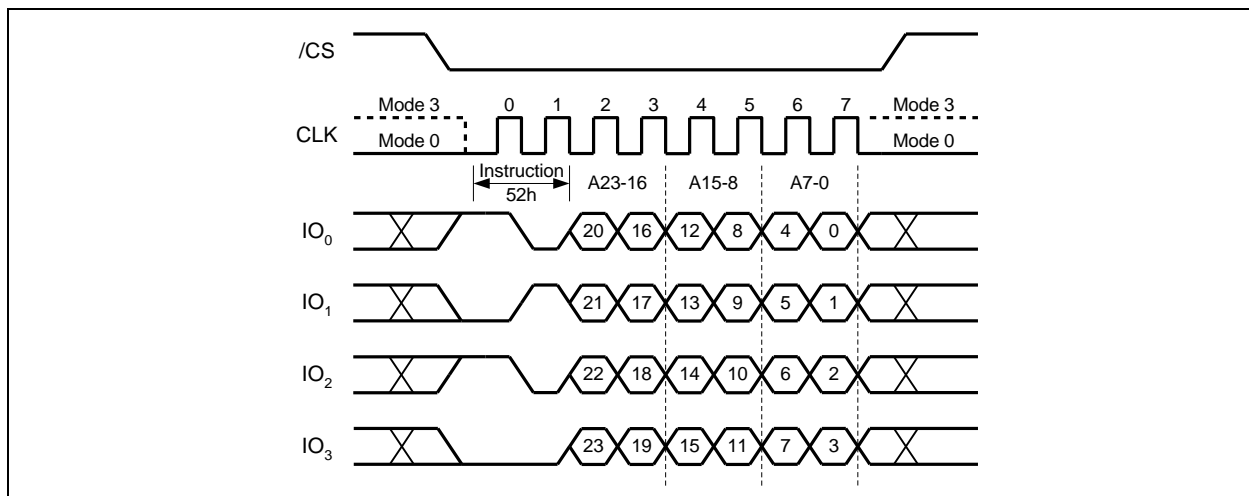 /CS
Mode 3 0 1 2 3 4 5 6 7 Mode 3
CLK
Mode 0 Mode 0
Instruction
52h
A23-16 A15-8 A7-0
IO0 20 16 12 8 4 0
IO1 21 17 13 9 5 1
IO2 22 18 14 10 6 2
IO3 23 19 15 11 7 3